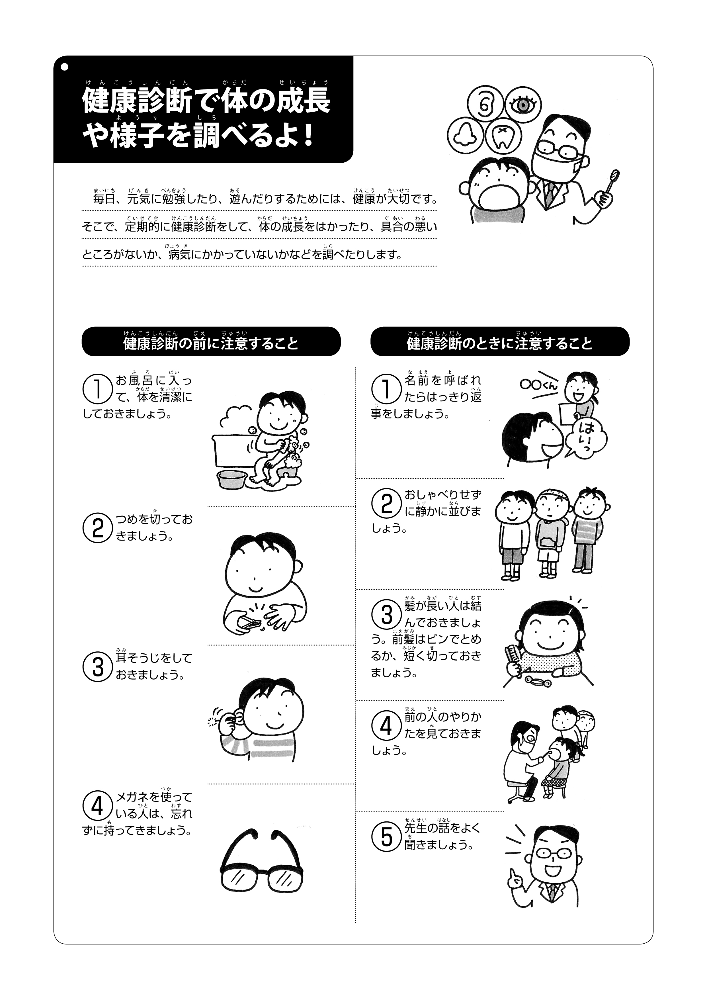 健康診断で体の成長
や様子を調べるよ!
毎日、元気に勉強したり、遊んだりするためには、健康が大切です。
そこで、定期的に健康診断をして、体の成長をはかったり、具合の悪い
ところがないか、病気にかかっていないかなどを調べたりします。
健康診断の前に注意すること
1 お風呂に入っ
て、体を清潔に
しておきましょう。
2 つめを切ってお
きましょう。
3 耳そうじをして
おきましょう。
4 メガネを使って
いる人は、忘れ
ずに持ってきましょう。
健康診断のときに注意すること
1 名前を呼ばれ
たらはっきり返
事をしましょう。
○○くん
はーい
っ
2 おしゃべりせず
に静かに並びま
しょう。
3 髪が長い人は結
んでおきましょ
う。前髪はピンでとめ
るか、短く切っておき
ましょう。
4 前の人のやりか
たを見ておきま
しょう。
5 先生の話をよく
聞きましょう。